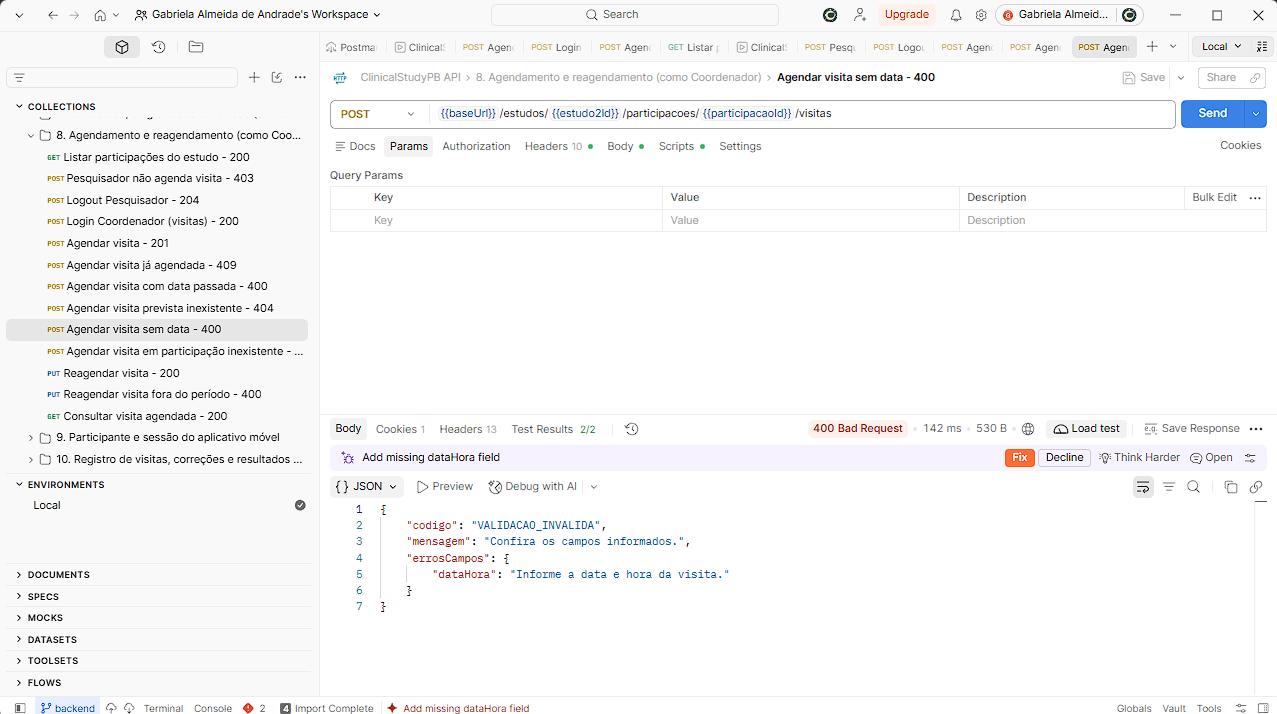 Gabriela Almeida de Andrade's Workspace
Search
Upgrade
Gabriela Almeid...
Postma
ClinicalS
POST Agen
POST Login
POST Agen
GET Listar p
ClinicalS
POST Pesqu
POST Logou
POST Agen
POST Agen
POST Agen
Local
HTTP ClinicalStudyPB API > 8. Agendamento e reagendamento (como Coordenador) > Agendar visita sem data - 400
Save
Share
COLLECTIONS
8. Agendamento e reagendamento (como Coo...
GET Listar participações do estudo - 200
POST Pesquisador não agenda visita - 403
POST Logout Pesquisador - 204
POST Login Coordenador (visitas) - 200
POST Agendar visita - 201
POST Agendar visita já agendada - 409
POST Agendar visita com data passada - 400
POST Agendar visita prevista inexistente - 404
POST Agendar visita sem data - 400
POST Agendar visita em participação inexistente - ...
PUT Reagendar visita - 200
PUT Reagendar visita fora do período - 400
GET Consultar visita agendada - 200
9. Participante e sessão do aplicativo móvel
10. Registro de visitas, correções e resultados ...
ENVIRONMENTS
Local
DOCUMENTS
SPECS
MOCKS
DATASETS
TOOLSETS
FLOWS
POST
{{baseUrl}} /estudos/ {{estudo2Id}} /participacoes/ {{participacaoId}} /visitas
Send
Docs
Params
Authorization
Headers 10
Body
Scripts
Settings
Cookies
Query Params
Key
Value
Description
Bulk Edit
Key
Value
Description
Body
Cookies 1
Headers 13
Test Results 2/2
400 Bad Request
142 ms
530 B
Load test
e.g. Save Response
Add missing dataHora field
Fix
Decline
Think Harder
Open
{} JSON
Preview
Debug with AI
1 {
2 "codigo": "VALIDACAO_INVALIDA",
3 "mensagem": "Confira os campos informados.",
4 "errosCampos": {
5 "dataHora": "Informe a data e hora da visita."
6 }
7 }
backend
Terminal
Console
2
4 Import Complete
Add missing dataHora field
Globals
Vault
Tools